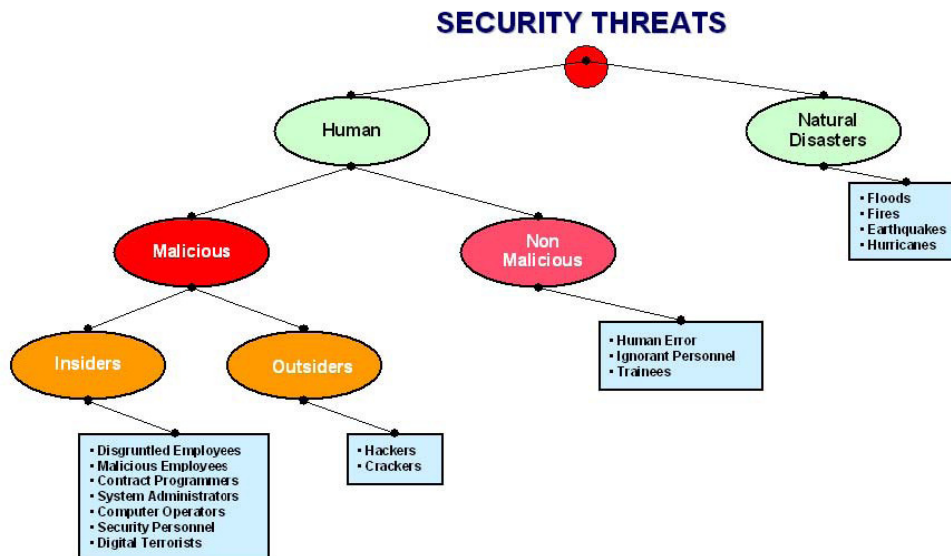 SECURITY THREATS
Human
Natural
Disasters
• Floods
• Fires
• Earthquakes
• Hurricanes
Malicious
Non
Malicious
• Human Error
• Ignorant Personnel
• Trainees
Insiders
Outsiders
• Disgruntled Employees
• Malicious Employees
• Contract Programmers
• System Administrators
• Computer Operators
• Security Personnel
• Digital Terrorists
• Hackers
• Crackers